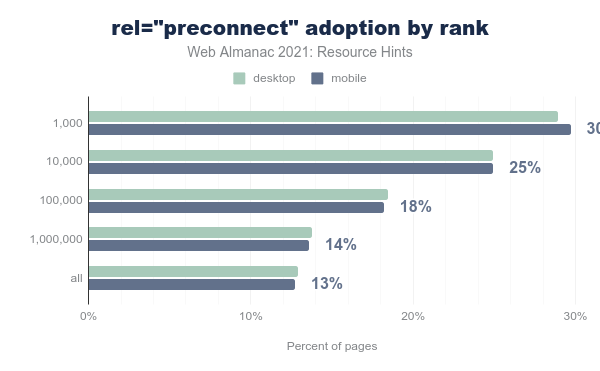 rel="preconnect" adoption by rank
Web Almanac 2021: Resource Hints
desktop mobile
1,000
30
10,000
25%
100,000
18%
1,000,000
14%
all
13%
0% 10% 20% 30%
Percent of pages